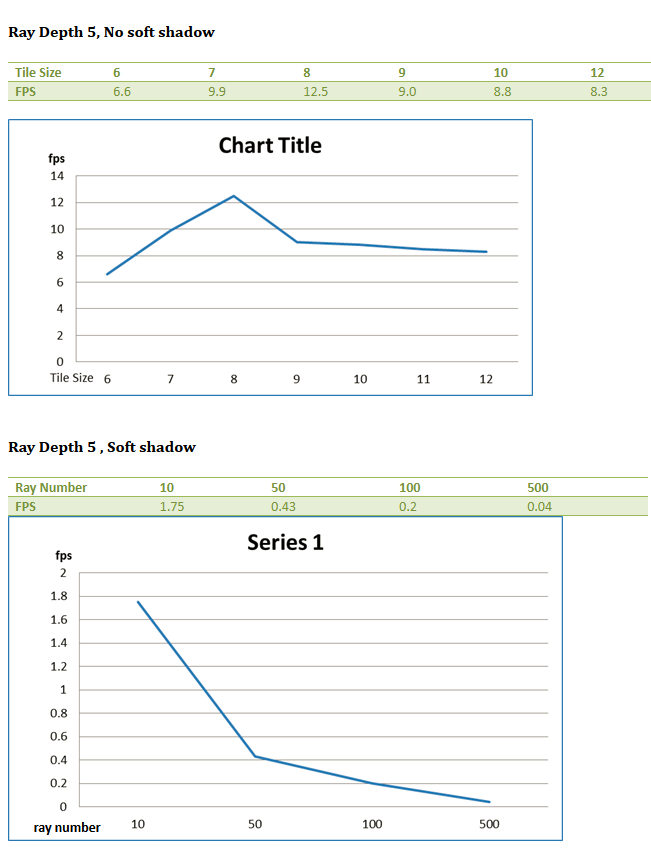 Ray Depth 5, No soft shadow
Tile Size 6 7 8 9 10 12
FPS 6.6 9.9 12.5 9.0 8.8 8.3
Chart Title
fps
14
12
10
8
6
4
2
0
Tile Size 6 7 8 9 10 11 12
Ray Depth 5 , Soft shadow
Ray Number 10 50 100 500
FPS 1.75 0.43 0.2 0.04
Series 1
fps
2
1.8
1.6
1.4
1.2
1
0.8
0.6
0.4
0.2
0
ray number 10 50 100 500